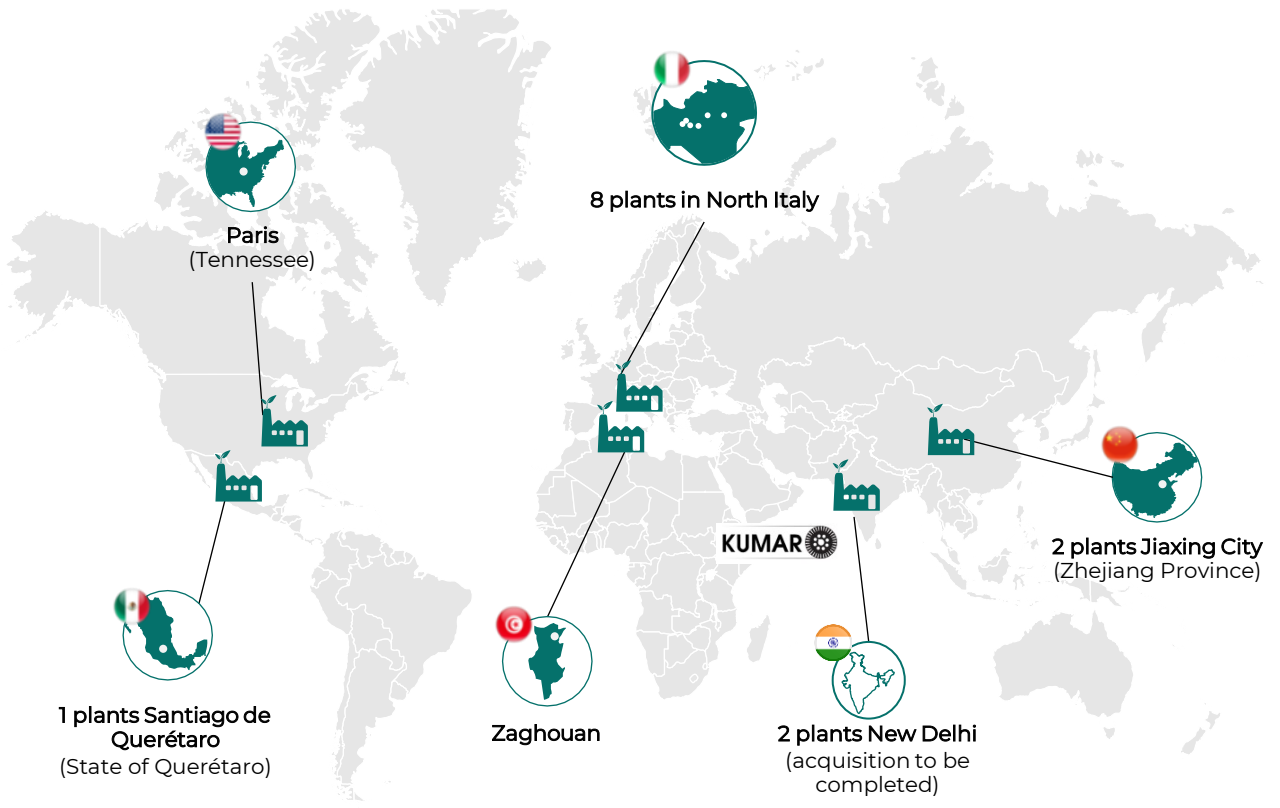 8 plants in North Italy
Paris
(Tennessee)
KUMAR
2 plants Jiaxing City
(Zhejiang Province)
1 plants Santiago de
Querétaro
(State of Querétaro)
Zaghouan
2 plants New Delhi
(acquisition to be
completed)